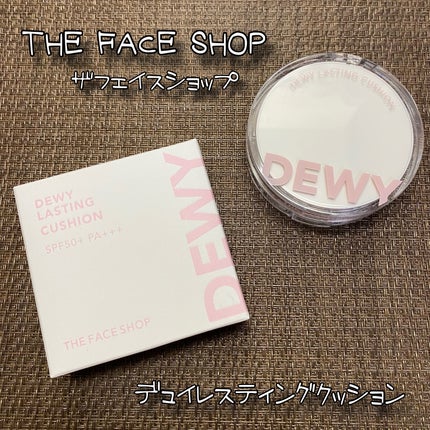 THE FACE SHOP
ザフェイスショップ
DEWY LASTING CUSHION
DEWY
DEWY
LASTING
CUSHION
SPF50+ PA+++
DEWY
THE FACE SHOP
デュイレスティングクッション